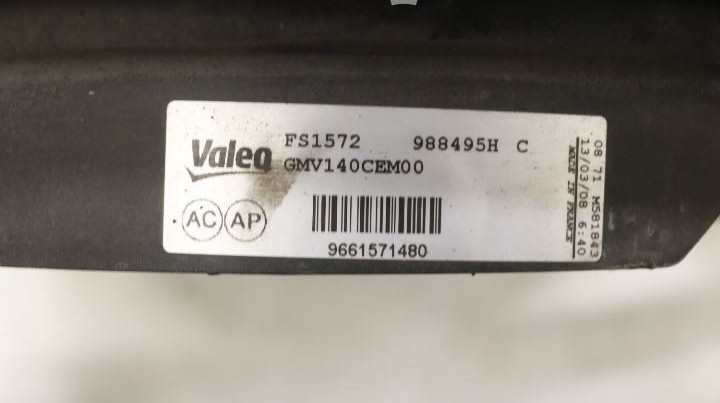 Valeo
FS1572 988495H C
GMV140CEM00
AC AP
9661571480
08 71 M581843
13/03/08 6:40
MADE IN FRANCE